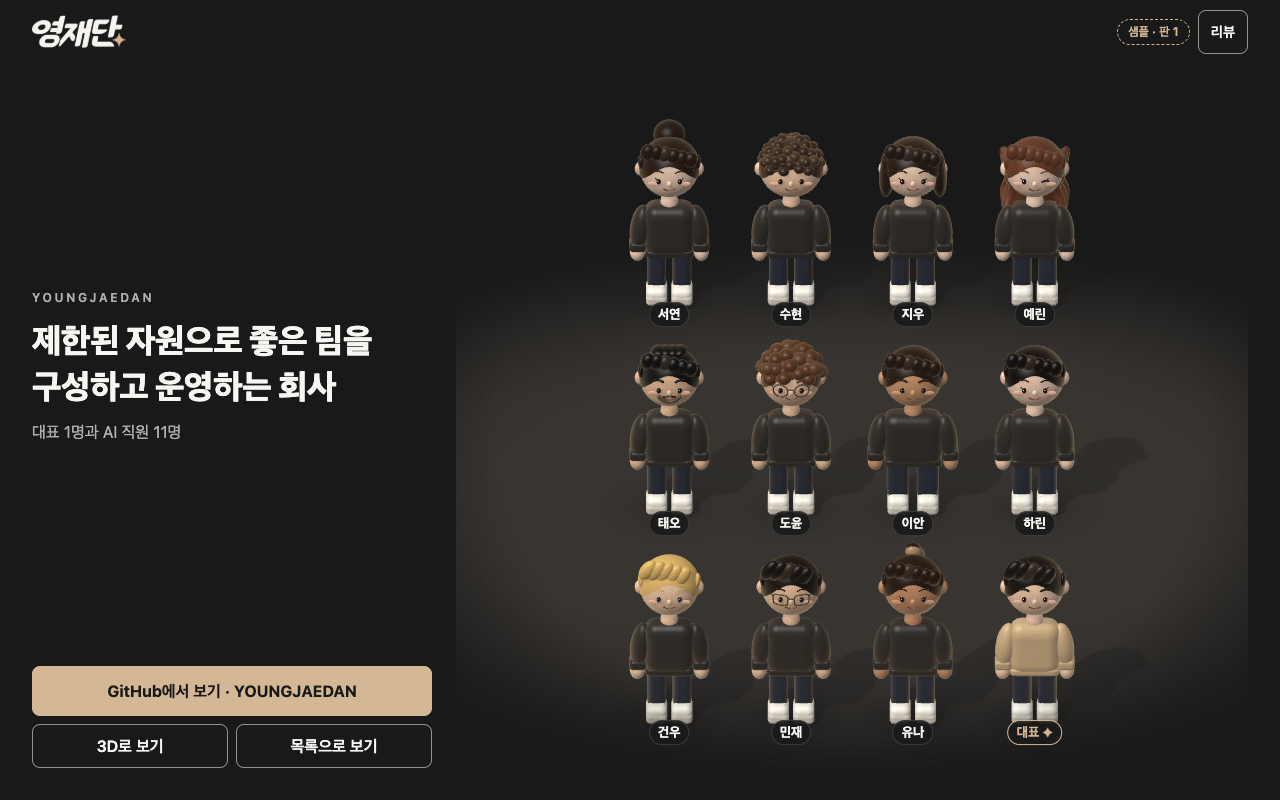 영재단
샘플 · 판 1
리뷰
YOUNGJAEDAN
제한된 자원으로 좋은 팀을
구성하고 운영하는 회사
대표 1명과 AI 직원 11명
GitHub에서 보기 · YOUNGJAEDAN
3D로 보기
목록으로 보기
서연
수현
지우
예린
태오
도윤
이안
하린
건우
민재
유나
대표